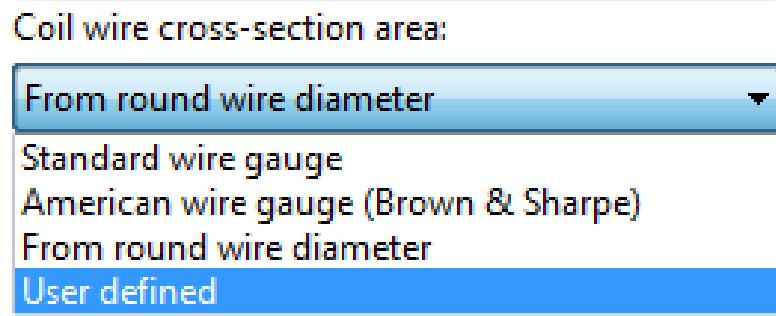 Coil wire cross-section area:
From round wire diameter
Standard wire gauge
American wire gauge (Brown & Sharpe)
From round wire diameter
User defined